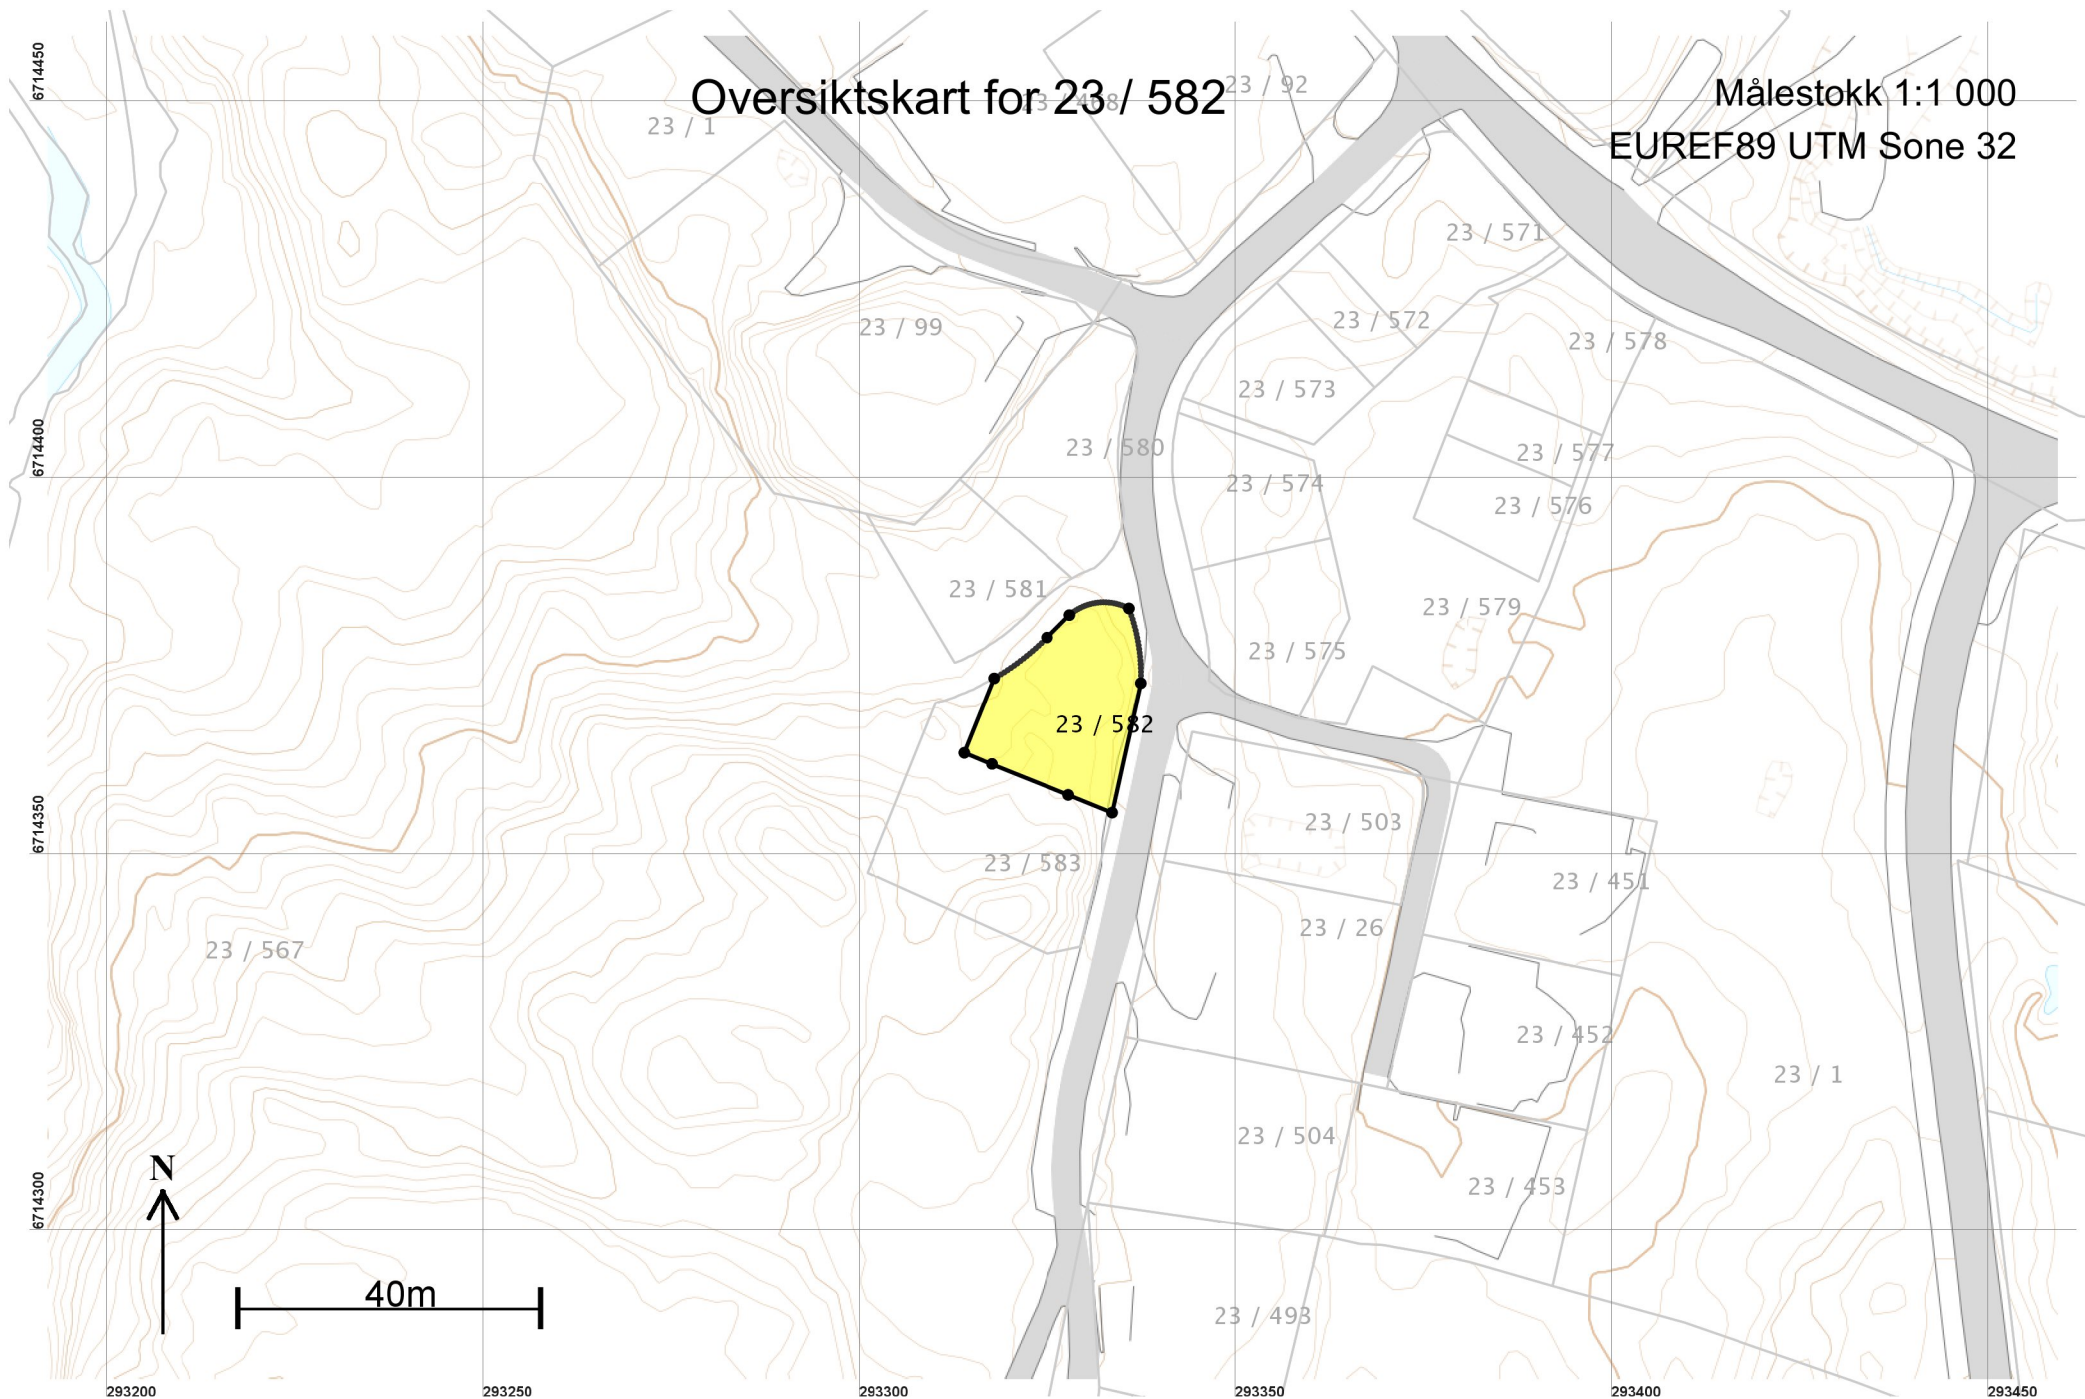 Oversiktskart for 23 / 582
Målestokk 1:1 000
EUREF89 UTM Sone 32
6714450
6714400
6714350
6714300
23 / 1
23 / 468
23 / 92
23 / 571
23 / 99
23 / 572
23 / 578
23 / 573
23 / 580
23 / 577
23 / 574
23 / 576
23 / 581
23 / 579
23 / 575
23 / 582
23 / 503
23 / 583
23 / 451
23 / 26
23 / 567
23 / 452
23 / 1
23 / 504
N
23 / 453
40m
23 / 493
293200
293250
293300
293350
293400
293450